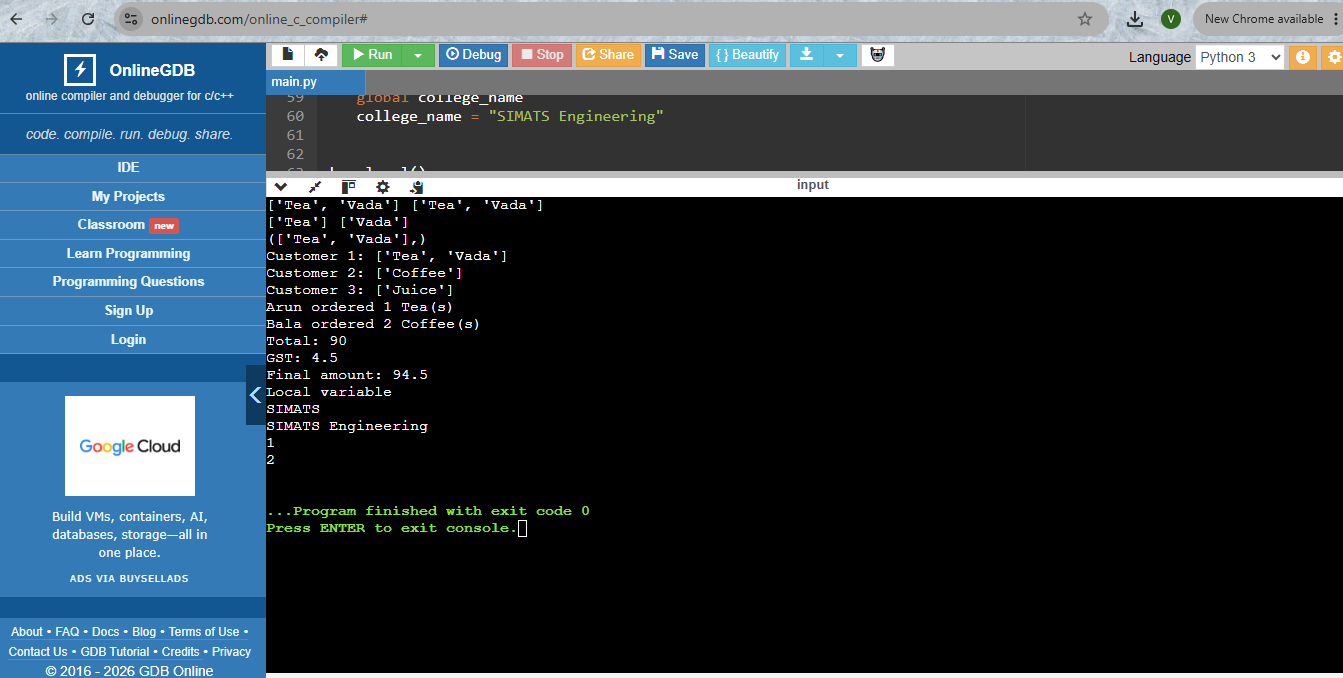 onlinegdb.com/online_c_compiler#
V
New Chrome available
OnlineGDB
online compiler and debugger for c/c++
code. compile. run. debug. share.
IDE
My Projects
Classroom new
Learn Programming
Programming Questions
Sign Up
Login
Google Cloud
Build VMs, containers, AI,
databases, storage—all in
one place.
ADS VIA BUYSELLADS
About • FAQ • Docs • Blog • Terms of Use •
Contact Us • GDB Tutorial • Credits • Privacy
© 2016 - 2026 GDB Online
Run Debug Stop Share Save { } Beautify
Language Python 3
main.py
59 global college_name
60 college_name = "SIMATS Engineering"
61
62
input
['Tea', 'Vada'] ['Tea', 'Vada']
['Tea'] ['Vada']
(['Tea', 'Vada'],)
Customer 1: ['Tea', 'Vada']
Customer 2: ['Coffee']
Customer 3: ['Juice']
Arun ordered 1 Tea(s)
Bala ordered 2 Coffee(s)
Total: 90
GST: 4.5
Final amount: 94.5
Local variable
SIMATS
SIMATS Engineering
1
2
...Program finished with exit code 0
Press ENTER to exit console.